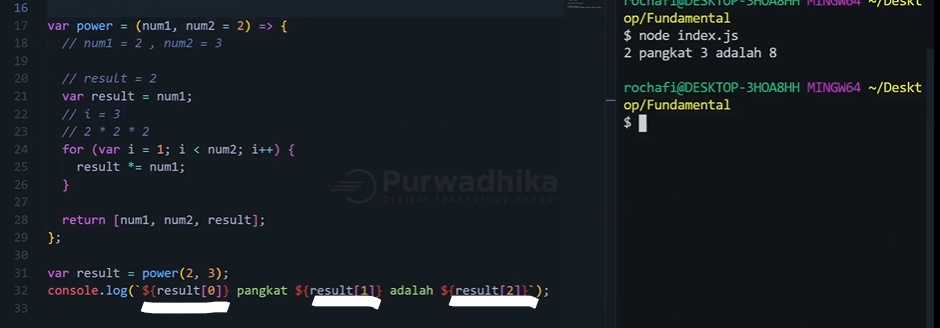 16
17 var power = (num1, num2 = 2) => {
18 // num1 = 2 , num2 = 3
19
20 // result = 2
21 var result = num1;
22 // i = 3
23 // 2 * 2 * 2
24 for (var i = 1; i < num2; i++) {
25 result *= num1;
26 }
27
28 return [num1, num2, result];
29 };
30
31 var result = power(2, 3);
32 console.log(`${result[0]} pangkat ${result[1]} adalah ${result[2]}`);
33
Purwadhika
Digital Technology School
rochafi@DESKTOP-3HOA8HH MINGW64 ~/Deskt
op/Fundamental
$ node index.js
2 pangkat 3 adalah 8
rochafi@DESKTOP-3HOA8HH MINGW64 ~/Deskt
op/Fundamental
$